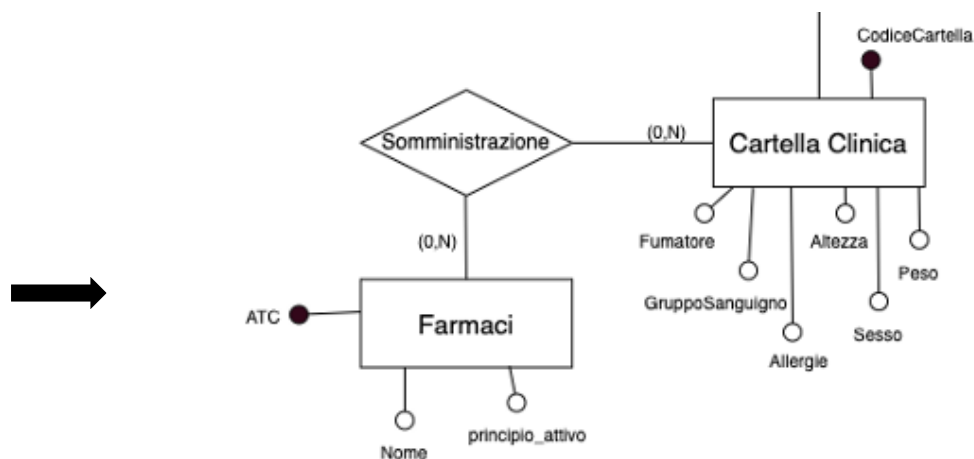 CodiceCartella
Somministrazione
(0,N)
Cartella Clinica
(0,N)
Fumatore
Altezza
Peso
GruppoSanguigno
Sesso
Allergie
ATC
Farmaci
Nome
principio_attivo